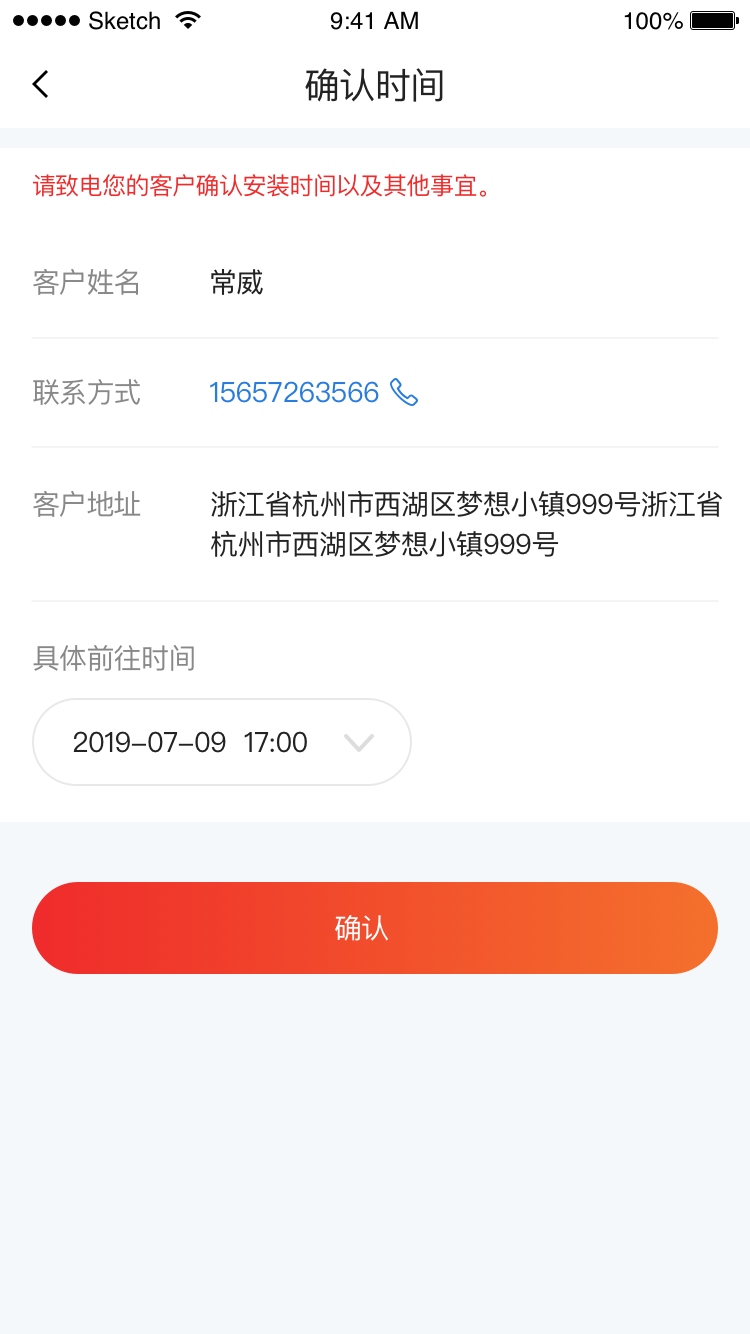 Sketch 9:41 AM 100%
确认时间
请致电您的客户确认安装时间以及其他事宜。
客户姓名 常威
联系方式 15657263566
客户地址 浙江省杭州市西湖区梦想小镇999号浙江省
杭州市西湖区梦想小镇999号
具体前往时间
2019-07-09 17:00
确认